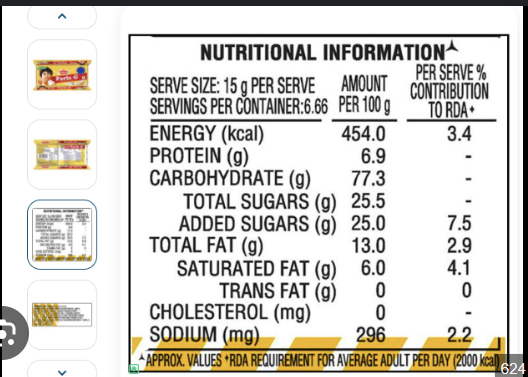 NUTRITIONAL INFORMATION^
SERVE SIZE: 15 g PER SERVE
SERVINGS PER CONTAINER:6.66
AMOUNT
PER 100 g
PER SERVE %
CONTRIBUTION
TO RDA♦
ENERGY (kcal) 454.0 3.4
PROTEIN (g) 6.9 -
CARBOHYDRATE (g) 77.3 -
TOTAL SUGARS (g) 25.5 -
ADDED SUGARS (g) 25.0 7.5
TOTAL FAT (g) 13.0 2.9
SATURATED FAT (g) 6.0 4.1
TRANS FAT (g) 0 0
CHOLESTEROL (mg) 0 -
SODIUM (mg) 296 2.2
^APPROX. VALUES ♦RDA REQUIREMENT FOR AVERAGE ADULT PER DAY (2000 kcal)
624
Parle-G